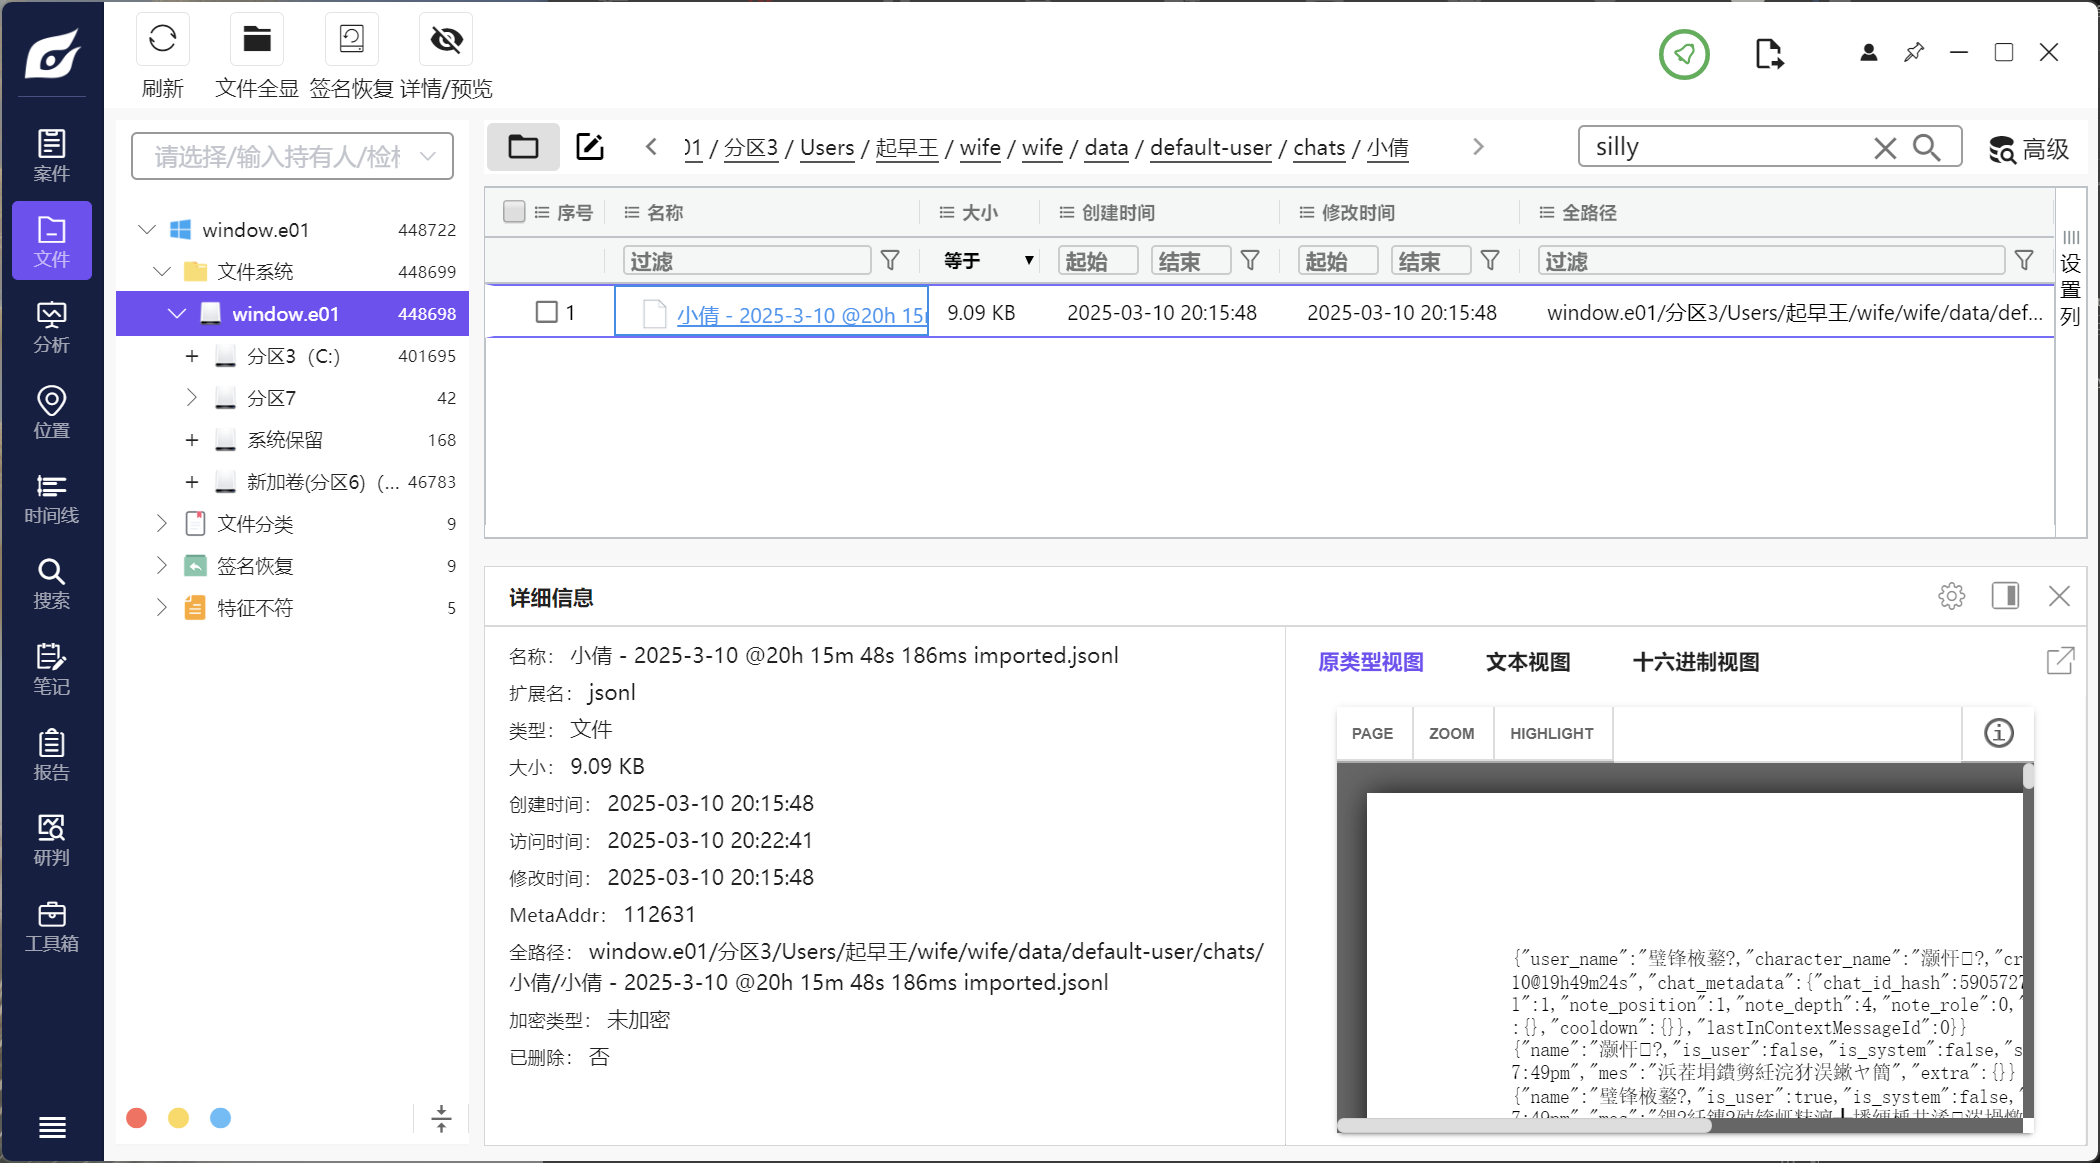 刷新
文件全显
签名恢复
详情/预览
案件
文件
分析
位置
时间线
搜索
笔记
报告
研判
工具箱
请选择/输入持有人/检
window.e01 448722
文件系统 448699
window.e01 448698
分区3（C:） 401695
分区7 42
系统保留 168
新加卷(分区6)（... 46783
文件分类 9
签名恢复 9
特征不符 5
01 / 分区3 / Users / 起早王 / wife / wife / data / default-user / chats / 小倩
silly
高级
序号 名称 大小 创建时间 修改时间 全路径
过滤 等于 起始 结束 起始 结束 过滤
1 小倩 - 2025-3-10 @20h 15 9.09 KB 2025-03-10 20:15:48 2025-03-10 20:15:48 window.e01/分区3/Users/起早王/wife/wife/data/def...
设置列
详细信息
名称： 小倩 - 2025-3-10 @20h 15m 48s 186ms imported.jsonl
扩展名： jsonl
类型： 文件
大小： 9.09 KB
创建时间： 2025-03-10 20:15:48
访问时间： 2025-03-10 20:22:41
修改时间： 2025-03-10 20:15:48
MetaAddr： 112631
全路径： window.e01/分区3/Users/起早王/wife/wife/data/default-user/chats/
小倩/小倩 - 2025-3-10 @20h 15m 48s 186ms imported.jsonl
加密类型： 未加密
已删除： 否
原类型视图 文本视图 十六进制视图
PAGE ZOOM HIGHLIGHT
{"user_name":"璧锋棭鐜?,"character_name":"灏忓�?,"cr
10@19h49m24s","chat_metadata":{"chat_id_hash":5905727
l":1,"note_position":1,"note_depth":4,"note_role":0,"
:{},"cooldown":{}},"lastInContextMessageId":0}}
{"name":"灏忓�?,"is_user":false,"is_system":false,"s
7:49pm","mes":
","extra":{}}
{"name":"璧锋棭鐜?,"is_user":true,"is_system":false,"
7:49pm","mes":"